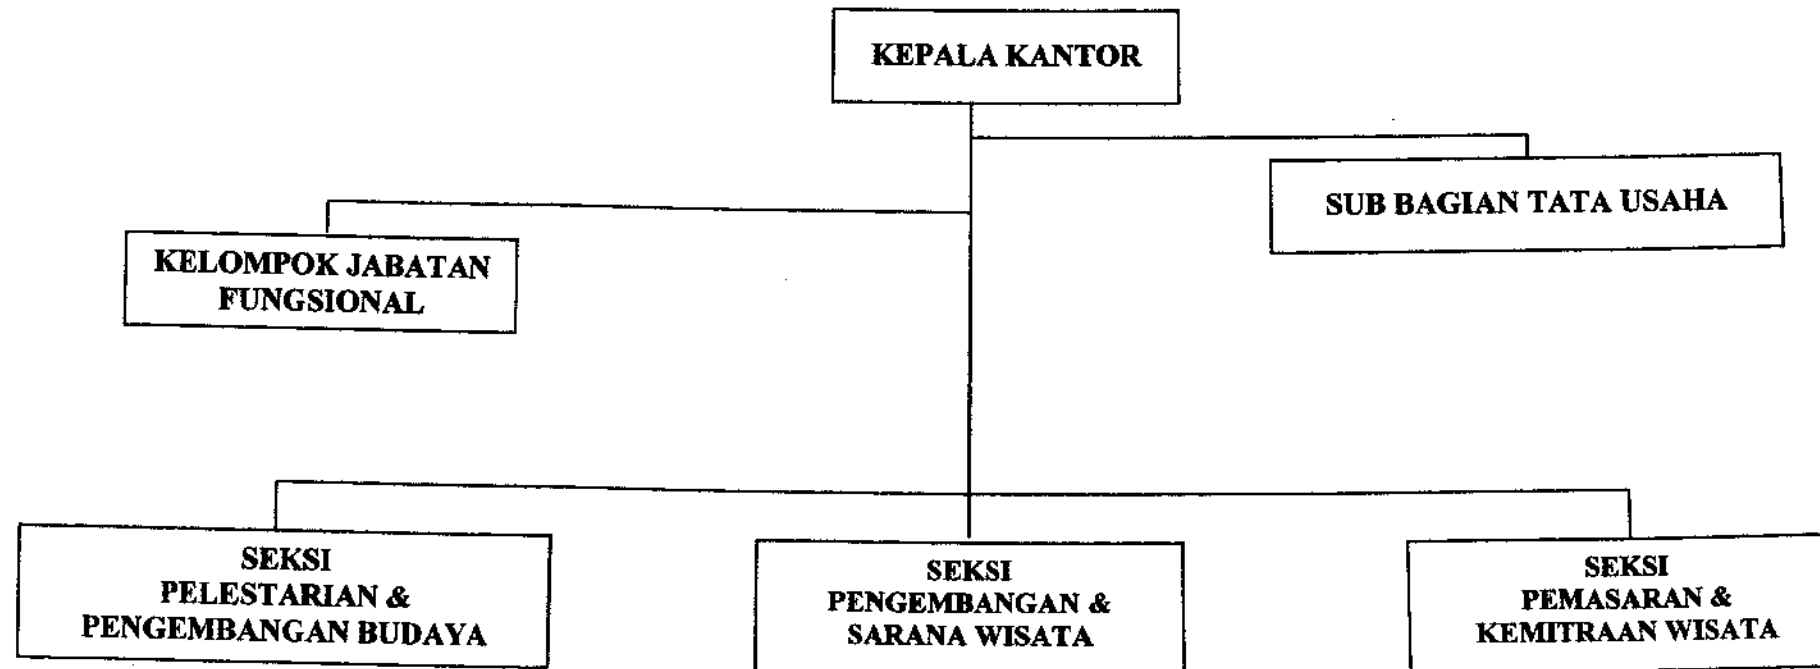 KEPALA KANTOR
SUB BAGIAN TATA USAHA
KELOMPOK JABATAN
FUNGSIONAL
SEKSI
PELESTARIAN &
PENGEMBANGAN BUDAYA
SEKSI
PENGEMBANGAN &
SARANA WISATA
SEKSI
PEMASARAN &
KEMITRAAN WISATA